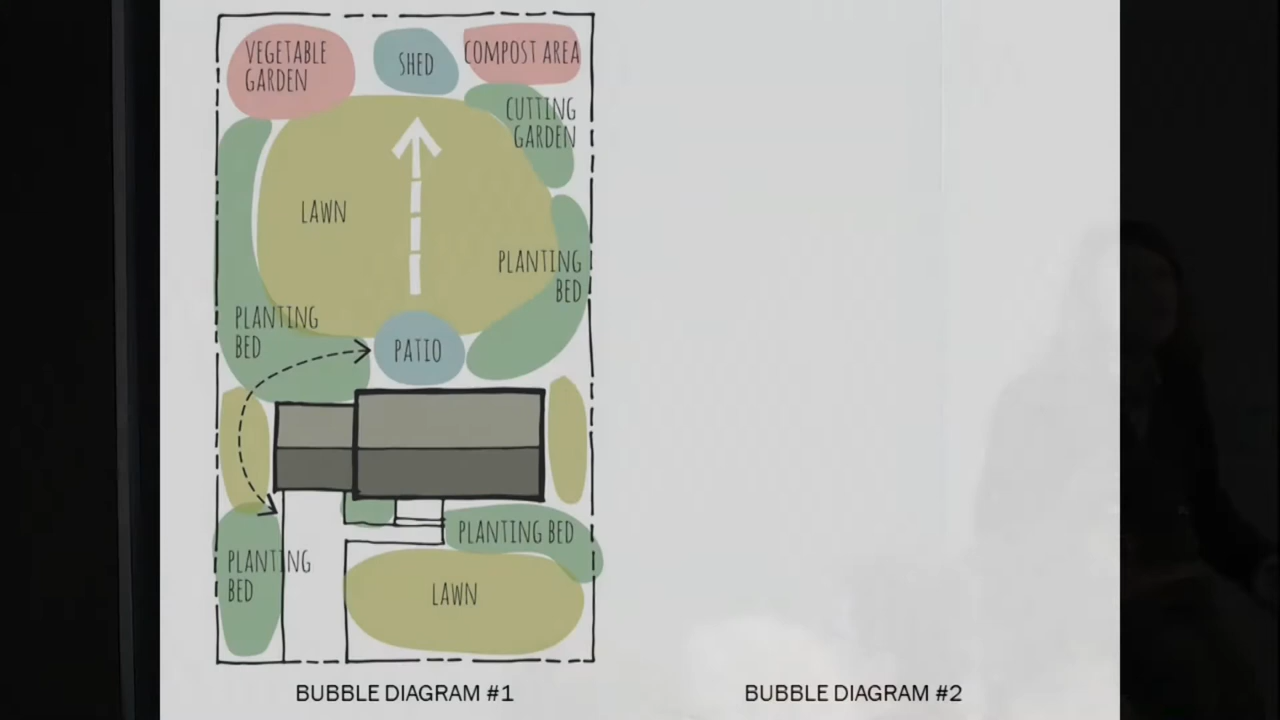 VEGETABLE
GARDEN
SHED
COMPOST AREA
CUTTING
GARDEN
LAWN
PLANTING
BED
PLANTING
BED
PATIO
PLANTING BED
PLANTING
BED
LAWN
BUBBLE DIAGRAM #1
BUBBLE DIAGRAM #2